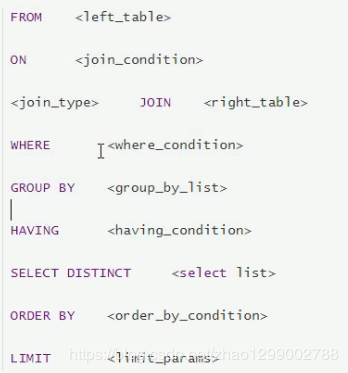 FROM <left_table>
ON <join_condition>
<join_type> JOIN <right_table>
WHERE <where_condition>
GROUP BY <group_by_list>
HAVING <having_condition>
SELECT DISTINCT <select list>
ORDER BY <order_by_condition>
LIMIT <limit_params>
https://blog.csdn.net/zhao1299002788